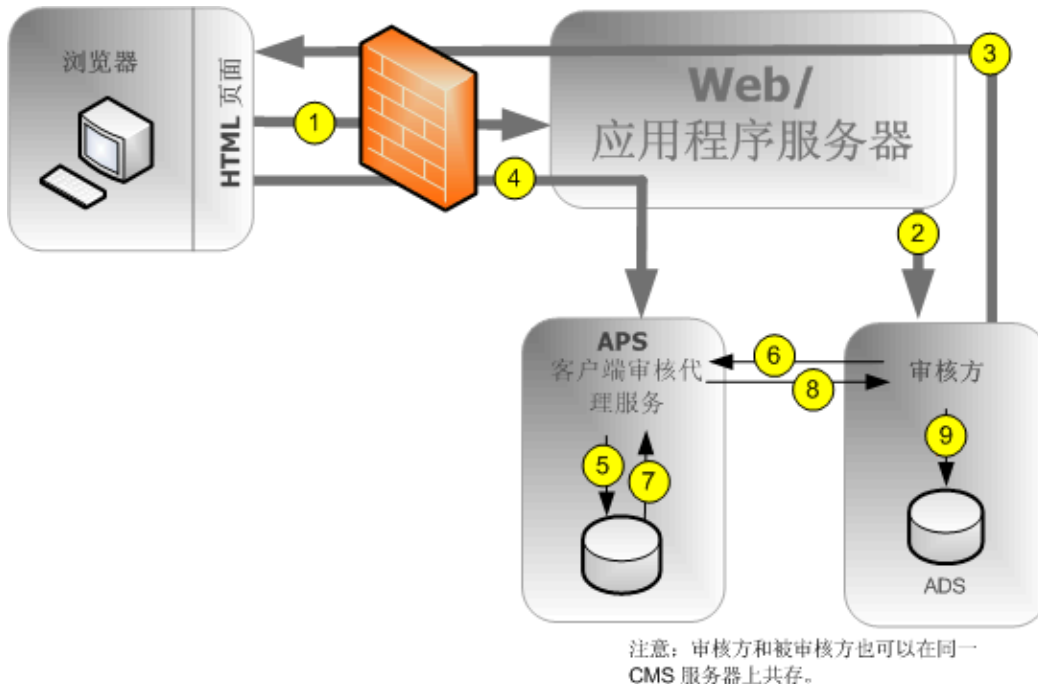 浏览器
HTML 页面
1
Web/
应用程序服务器
3
4
2
APS
客户端审核代
理服务
6
8
审核方
5
7
9
ADS
注意：审核方和被审核方也可以在同一
CMS 服务器上共存。